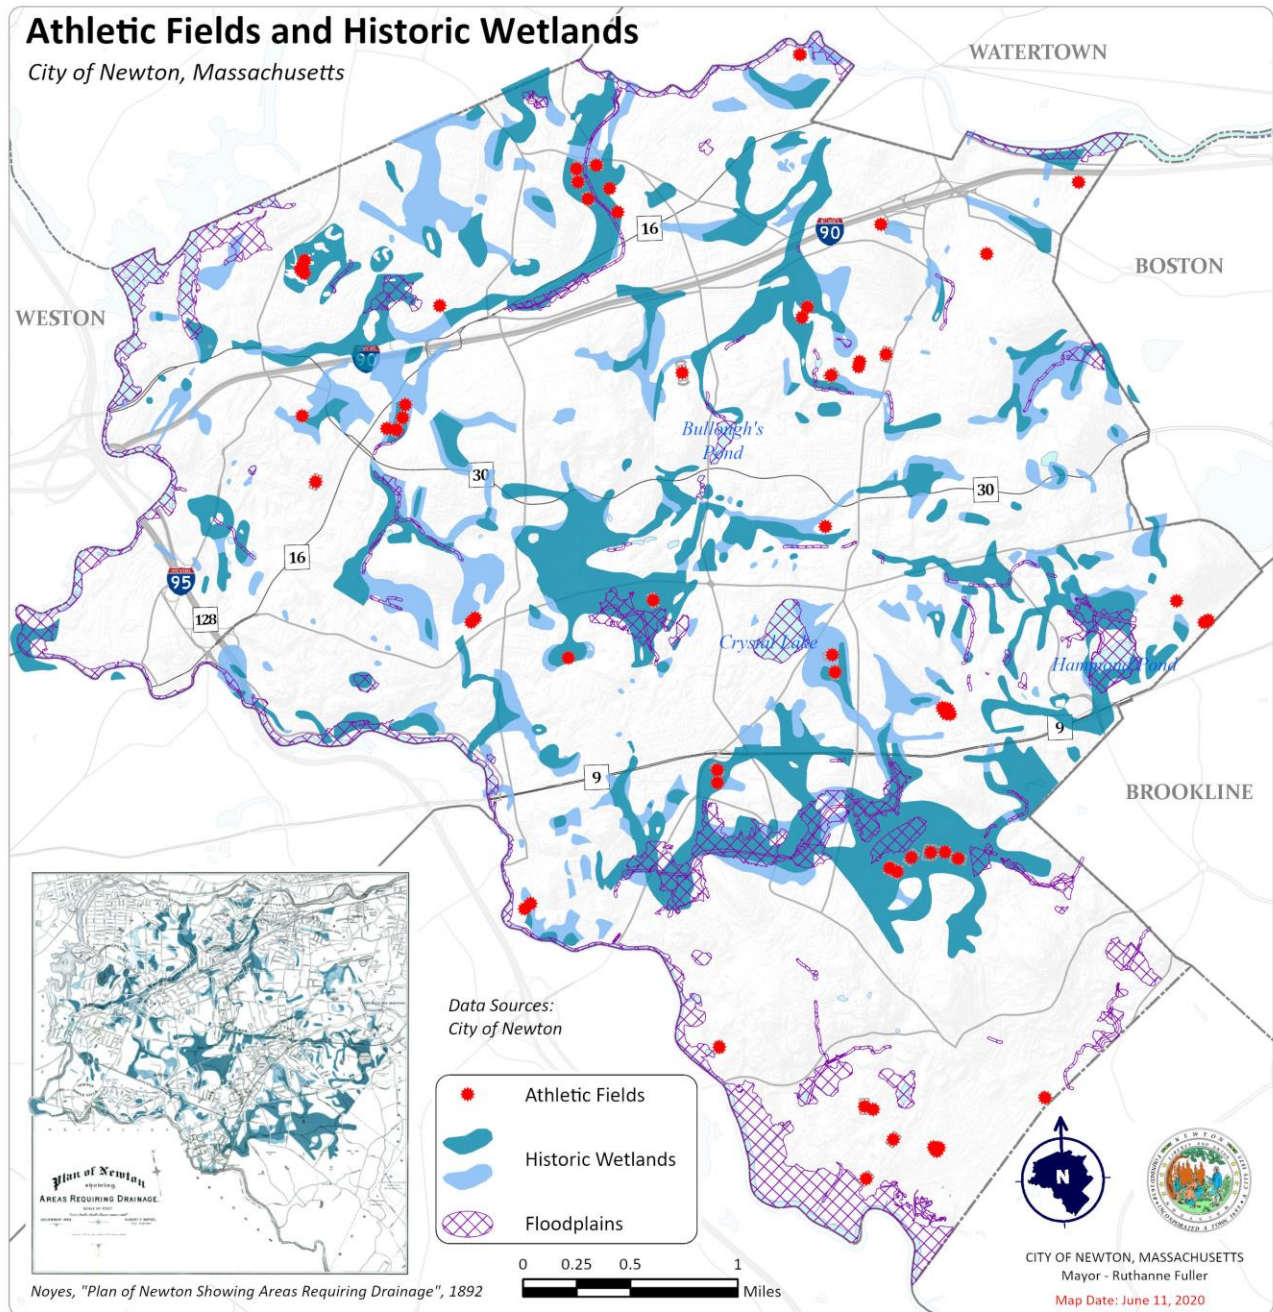 Athletic Fields and Historic Wetlands
City of Newton, Massachusetts
WATERTOWN
16
90
BOSTON
WESTON
90
Bullough's
Pond
30
30
16
95
128
Crystal Lake
Hammond Pond
9
9
BROOKLINE
Data Sources:
City of Newton
Athletic Fields
Historic Wetlands
Floodplains
0 0.25 0.5 1
Miles
Plan of Newton
AREAS REQUIRING DRAINAGE.
Noyes, "Plan of Newton Showing Areas Requiring Drainage", 1892
N
CITY OF NEWTON, MASSACHUSETTS
Mayor - Ruthanne Fuller
Map Date: June 11, 2020